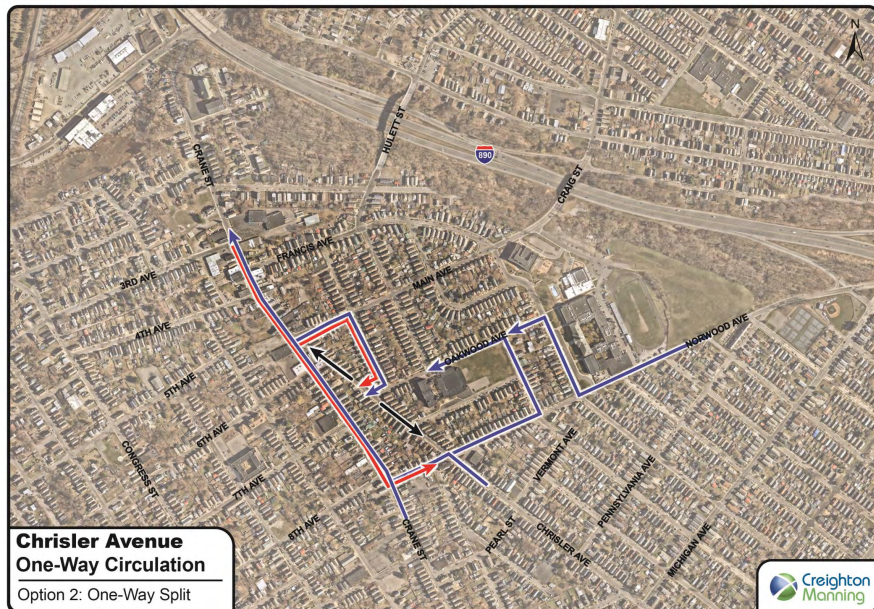 N
890
HULETT ST
CRANE ST
CRAIG ST
FRANCIS AVE
3RD AVE
MAIN AVE
4TH AVE
OAKWOOD AVE
NORWOOD AVE
5TH AVE
6TH AVE
CONGRESS ST
7TH AVE
VERMONT AVE
PENNSYLVANIA AVE
8TH AVE
CRANE ST
PEARL ST
CHRISLER AVE
MICHIGAN AVE
Chrisler Avenue
One-Way Circulation
Option 2: One-Way Split
Creighton
Manning